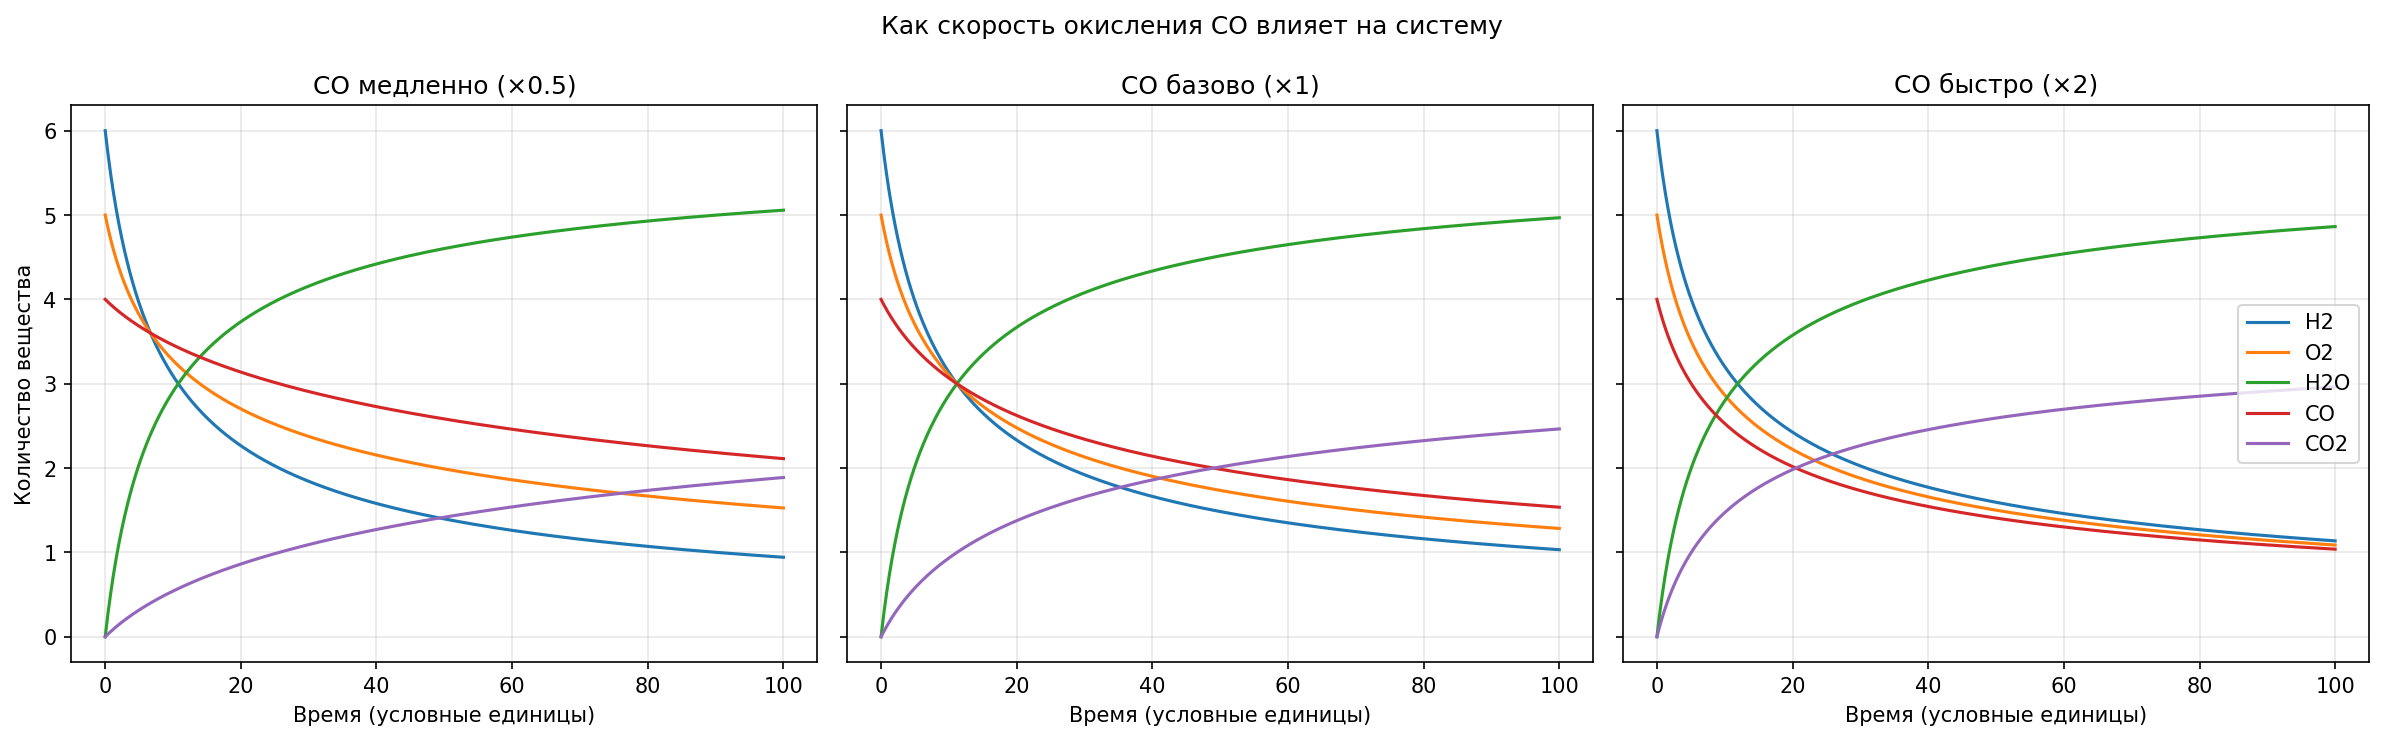 Как скорость окисления CO влияет на систему
CO медленно (×0.5)
CO базово (×1)
CO быстро (×2)
Количество вещества
6
5
4
3
2
1
0
0 20 40 60 80 100
0 20 40 60 80 100
0 20 40 60 80 100
Время (условные единицы)
Время (условные единицы)
Время (условные единицы)
H2
O2
H2O
CO
CO2